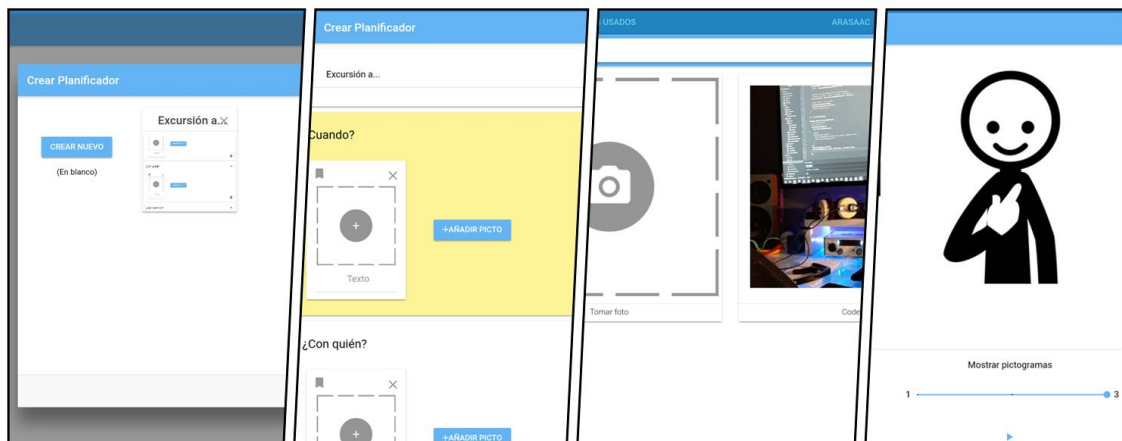 Crear Planificador
Excursión a...
CREAR NUEVO
(En blanco)
Crear Planificador
Excursión a...
Cuando?
+AÑADIR PICTO
Texto
¿Con quién?
+AÑADIR PICTO
USADOS
ARASAAC
Tomar foto
Code
Mostrar pictogramas
1
3